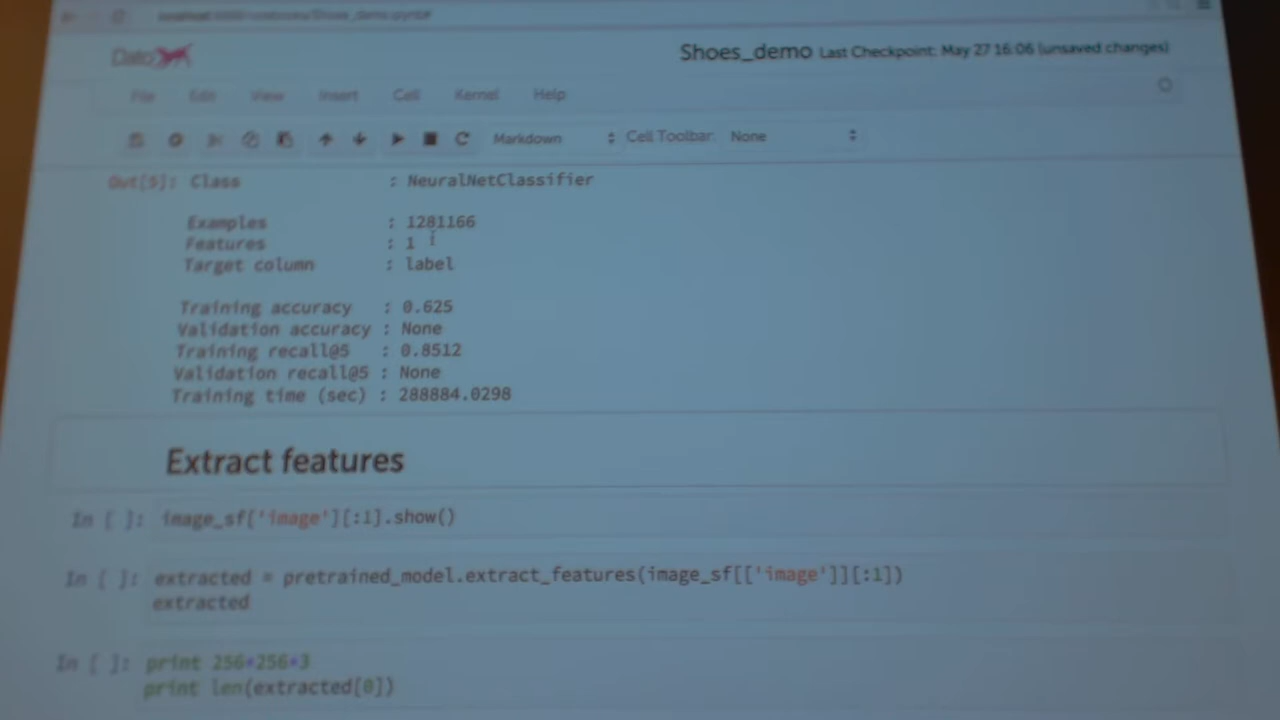 Dato
Shoes_demo Last Checkpoint: May 27 16:06 (unsaved changes)
File Edit View Insert Cell Kernel Help
Markdown Cell Toolbar: None
Out[5]: Class : NeuralNetClassifier
Examples : 1281166
Features : 1
Target column : label
Training accuracy : 0.625
Validation accuracy : None
Training recall@5 : 0.8512
Validation recall@5 : None
Training time (sec) : 288884.0298
Extract features
In [ ]: image_sf['image'][:1].show()
In [ ]: extracted = pretrained_model.extract_features(image_sf[['image']][:1])
extracted
In [ ]: print 256*256*3
print len(extracted[0])